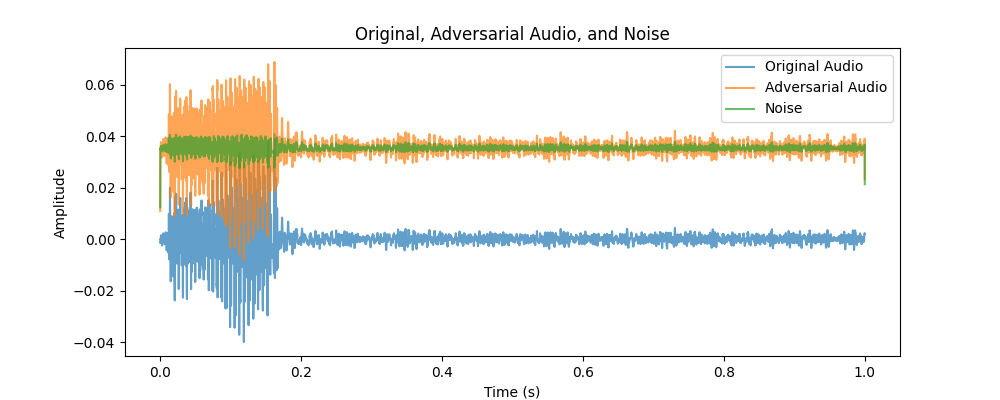 Original, Adversarial Audio, and Noise
Original Audio
Adversarial Audio
Noise
Amplitude
0.06
0.04
0.02
0.00
−0.02
−0.04
0.0 0.2 0.4 0.6 0.8 1.0
Time (s)